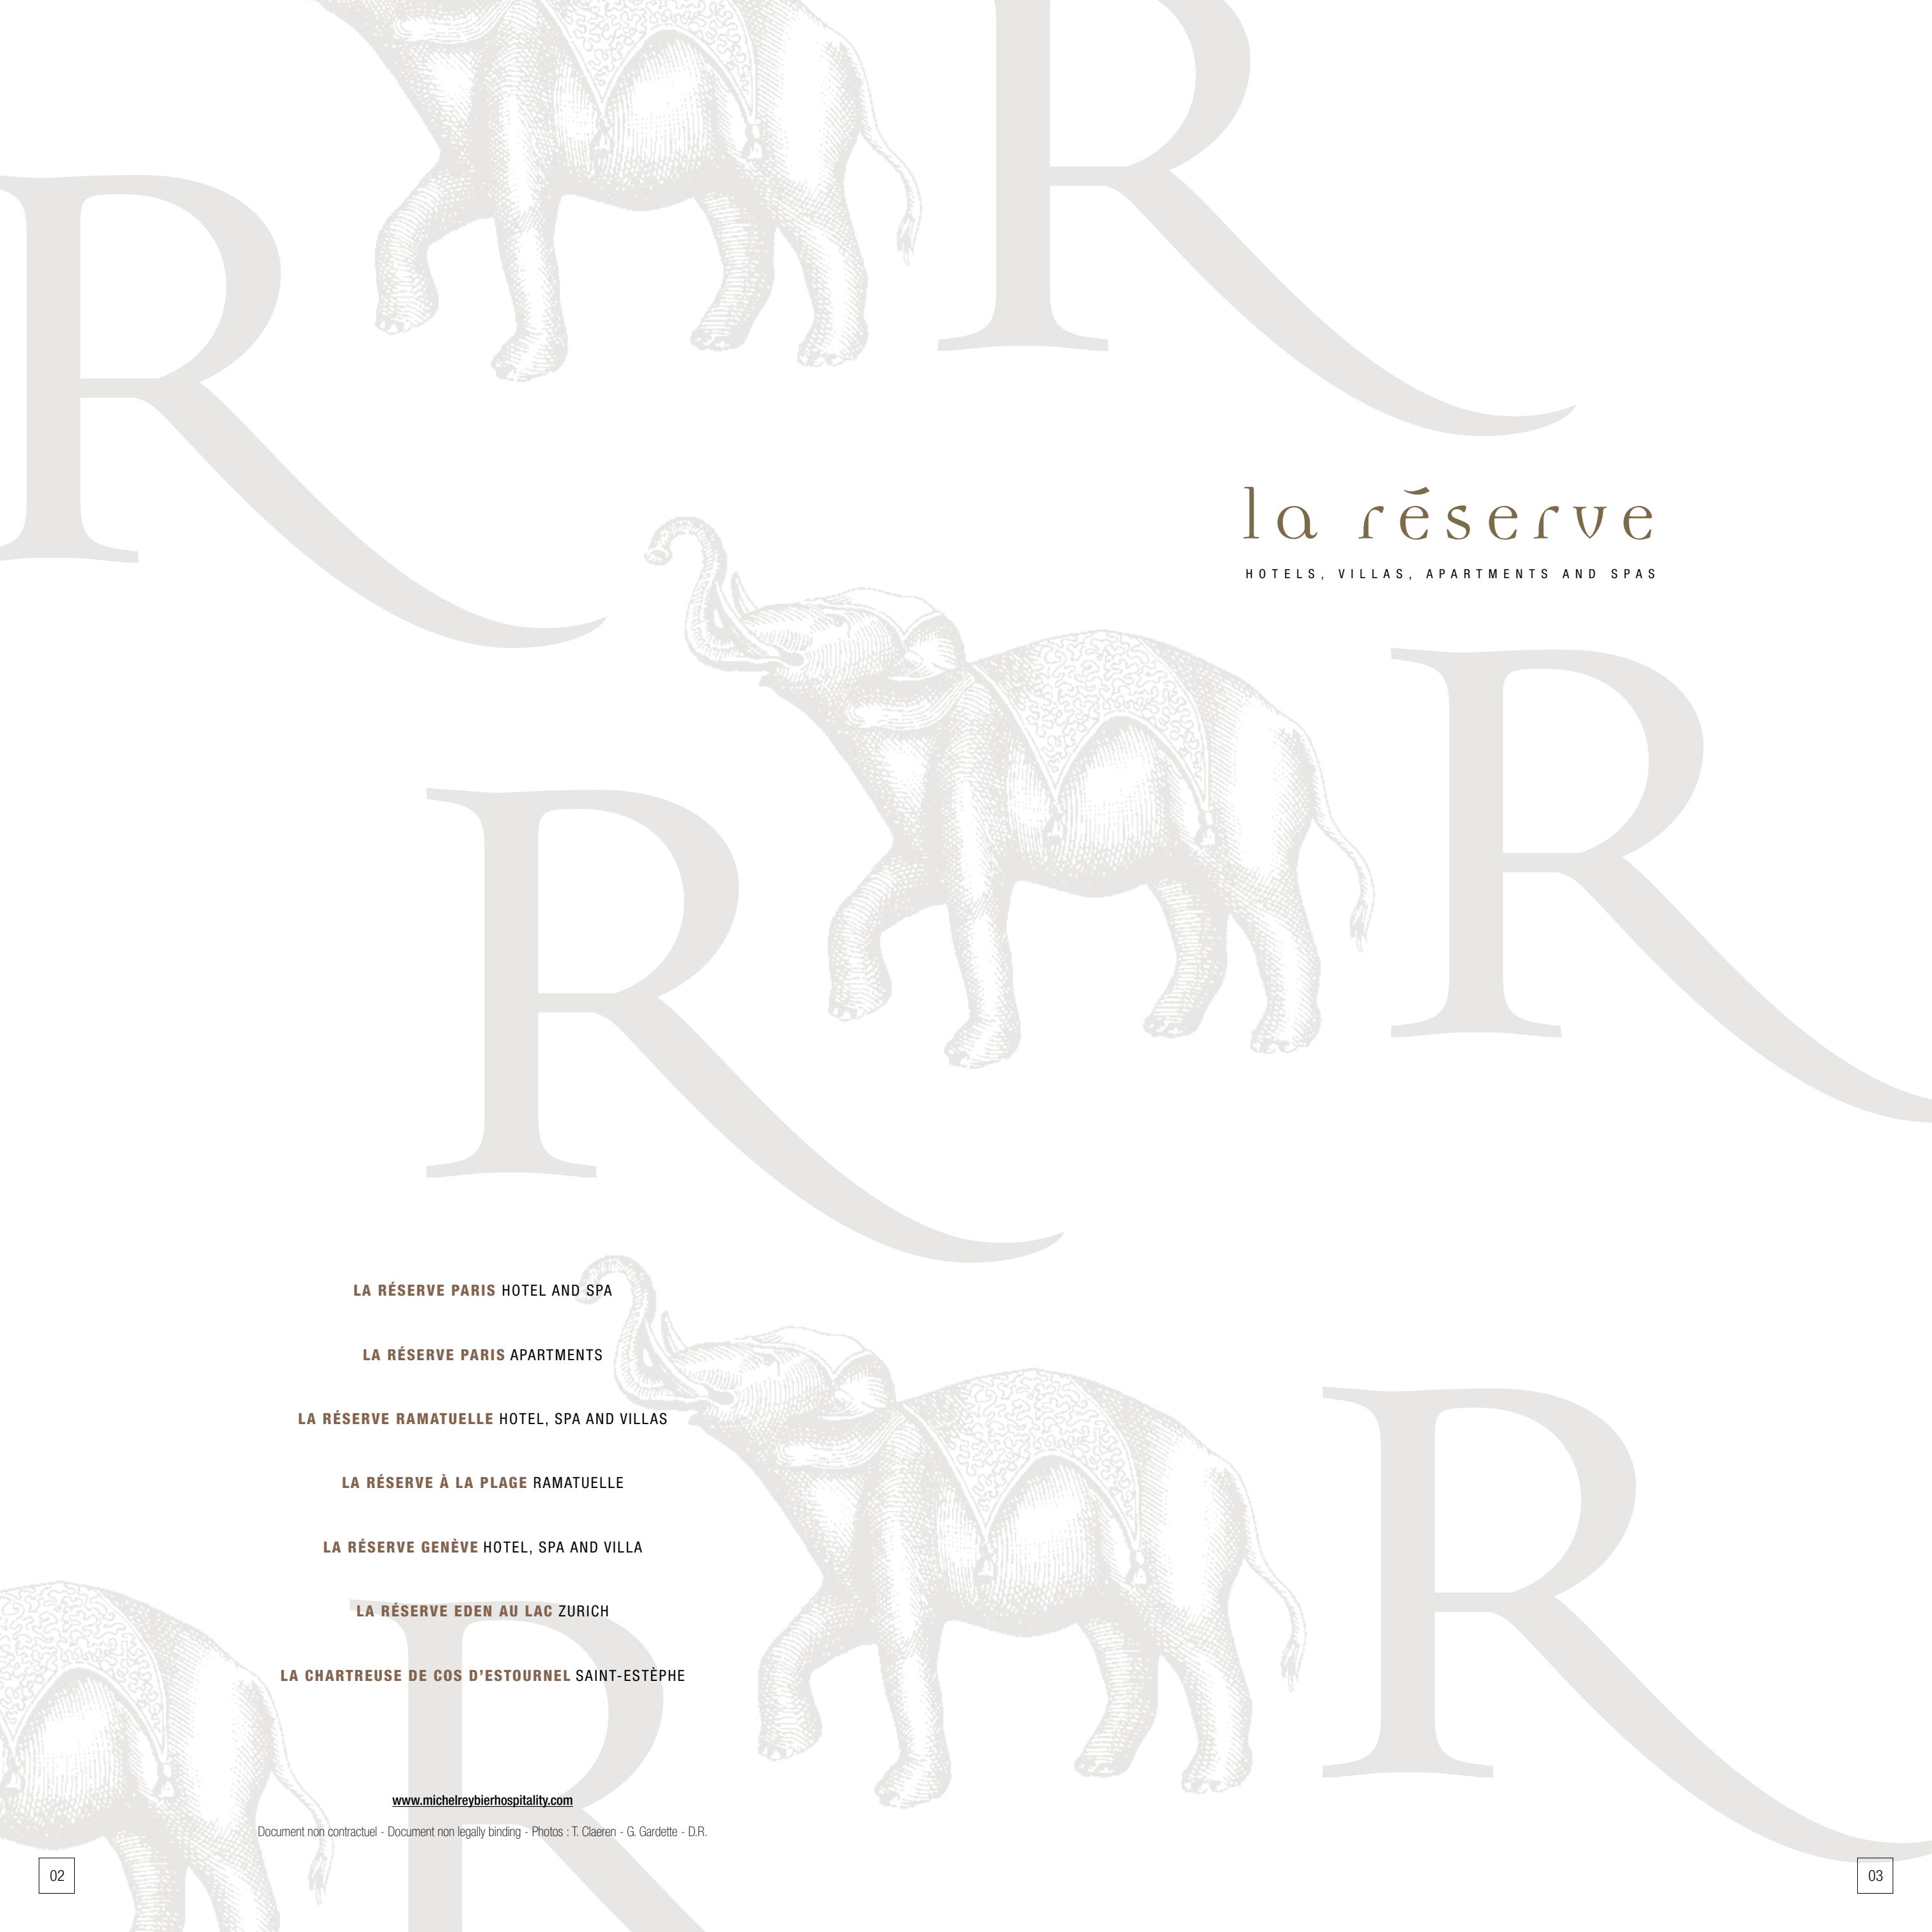 la réserve
HOTELS, VILLAS, APARTMENTS AND SPAS
LA RÉSERVE PARIS HOTEL AND SPA
LA RÉSERVE PARIS APARTMENTS
LA RÉSERVE RAMATUELLE HOTEL, SPA AND VILLAS
LA RÉSERVE À LA PLAGE RAMATUELLE
LA RÉSERVE GENÈVE HOTEL, SPA AND VILLA
LA RÉSERVE EDEN AU LAC ZURICH
LA CHARTREUSE DE COS D’ESTOURNEL SAINT-ESTÈPHE
www.michelreybierhospitality.com
Document non contractuel - Document non legally binding - Photos : T. Claeren - G. Gardette - D.R.
02
03
R
R
R
R
R
R